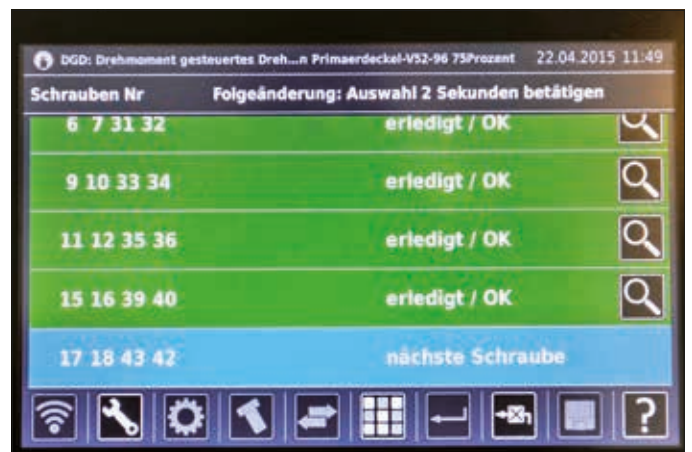 DGD: Drehmoment gesteuertes Dreh...n Primaerdeckel-V52-96 75Prozent 22.04.2015 11:49
Schrauben Nr Folgeänderung: Auswahl 2 Sekunden betätigen
6 7 31 32 erledigt / OK
9 10 33 34 erledigt / OK
11 12 35 36 erledigt / OK
15 16 39 40 erledigt / OK
17 18 43 42 nächste Schraube
?